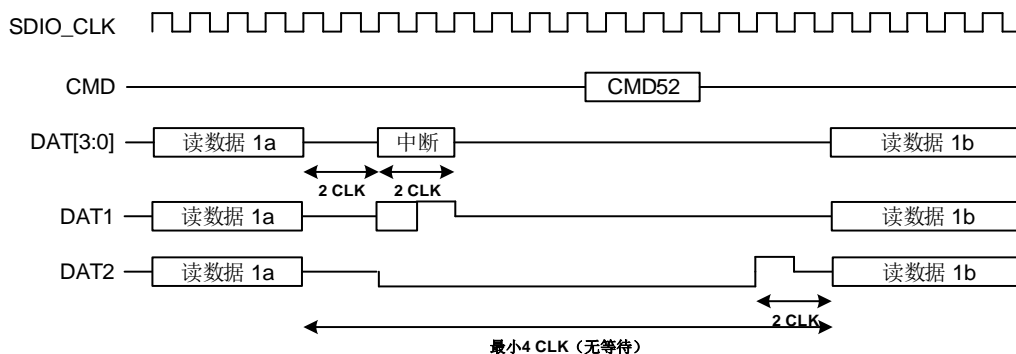 SDIO_CLK
CMD CMD52
DAT[3:0] 读数据 1a 中断 读数据 1b
2 CLK 2 CLK
DAT1 读数据 1a 读数据 1b
DAT2 读数据 1a 读数据 1b
2 CLK
最小4 CLK（无等待）